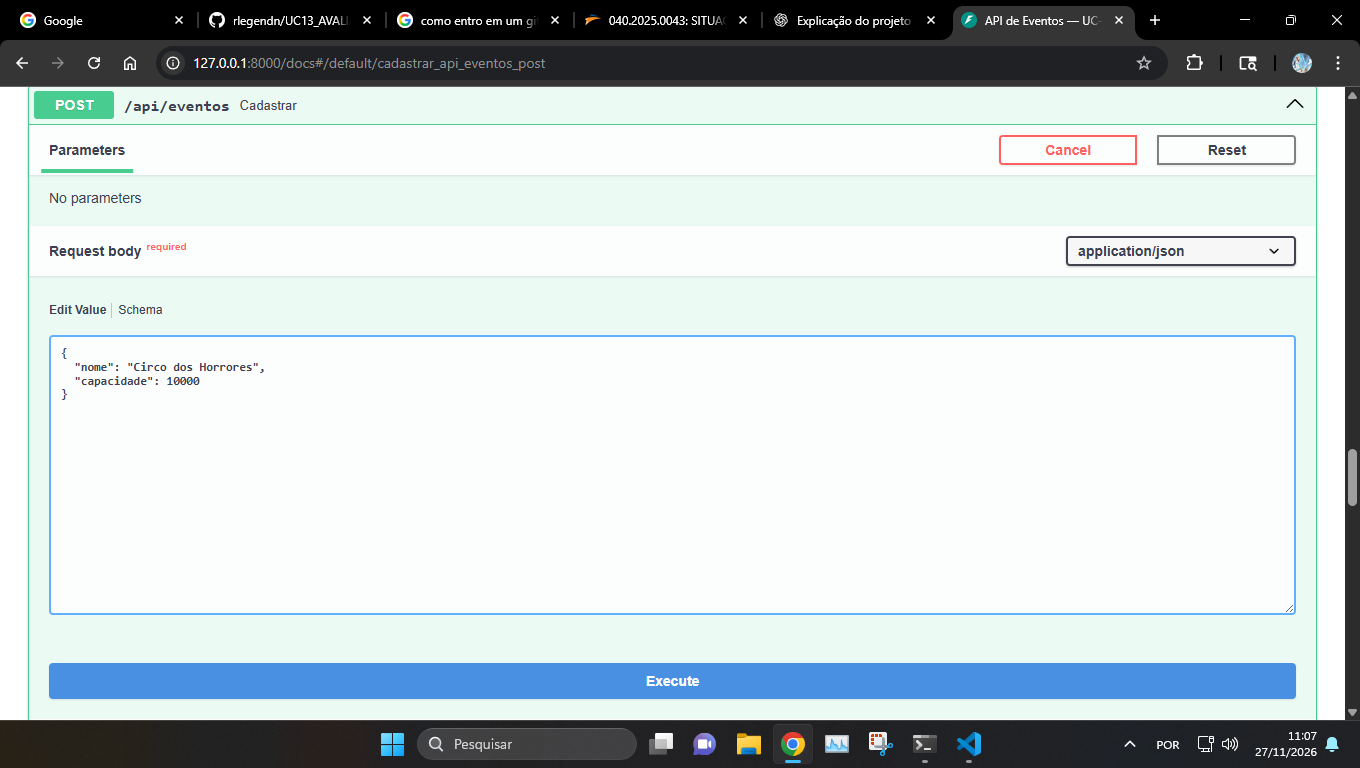 Google
rlegendn/UC13_AVALI
como entro em um git
040.2025.0043: SITUAÇ
Explicação do projeto
API de Eventos — UC-
127.0.0.1:8000/docs#/default/cadastrar_api_eventos_post
POST /api/eventos Cadastrar
Parameters
Cancel
Reset
No parameters
Request body required
application/json
Edit Value
Schema
{
"nome": "Circo dos Horrores",
"capacidade": 10000
}
Execute
Pesquisar
POR
11:07
27/11/2026